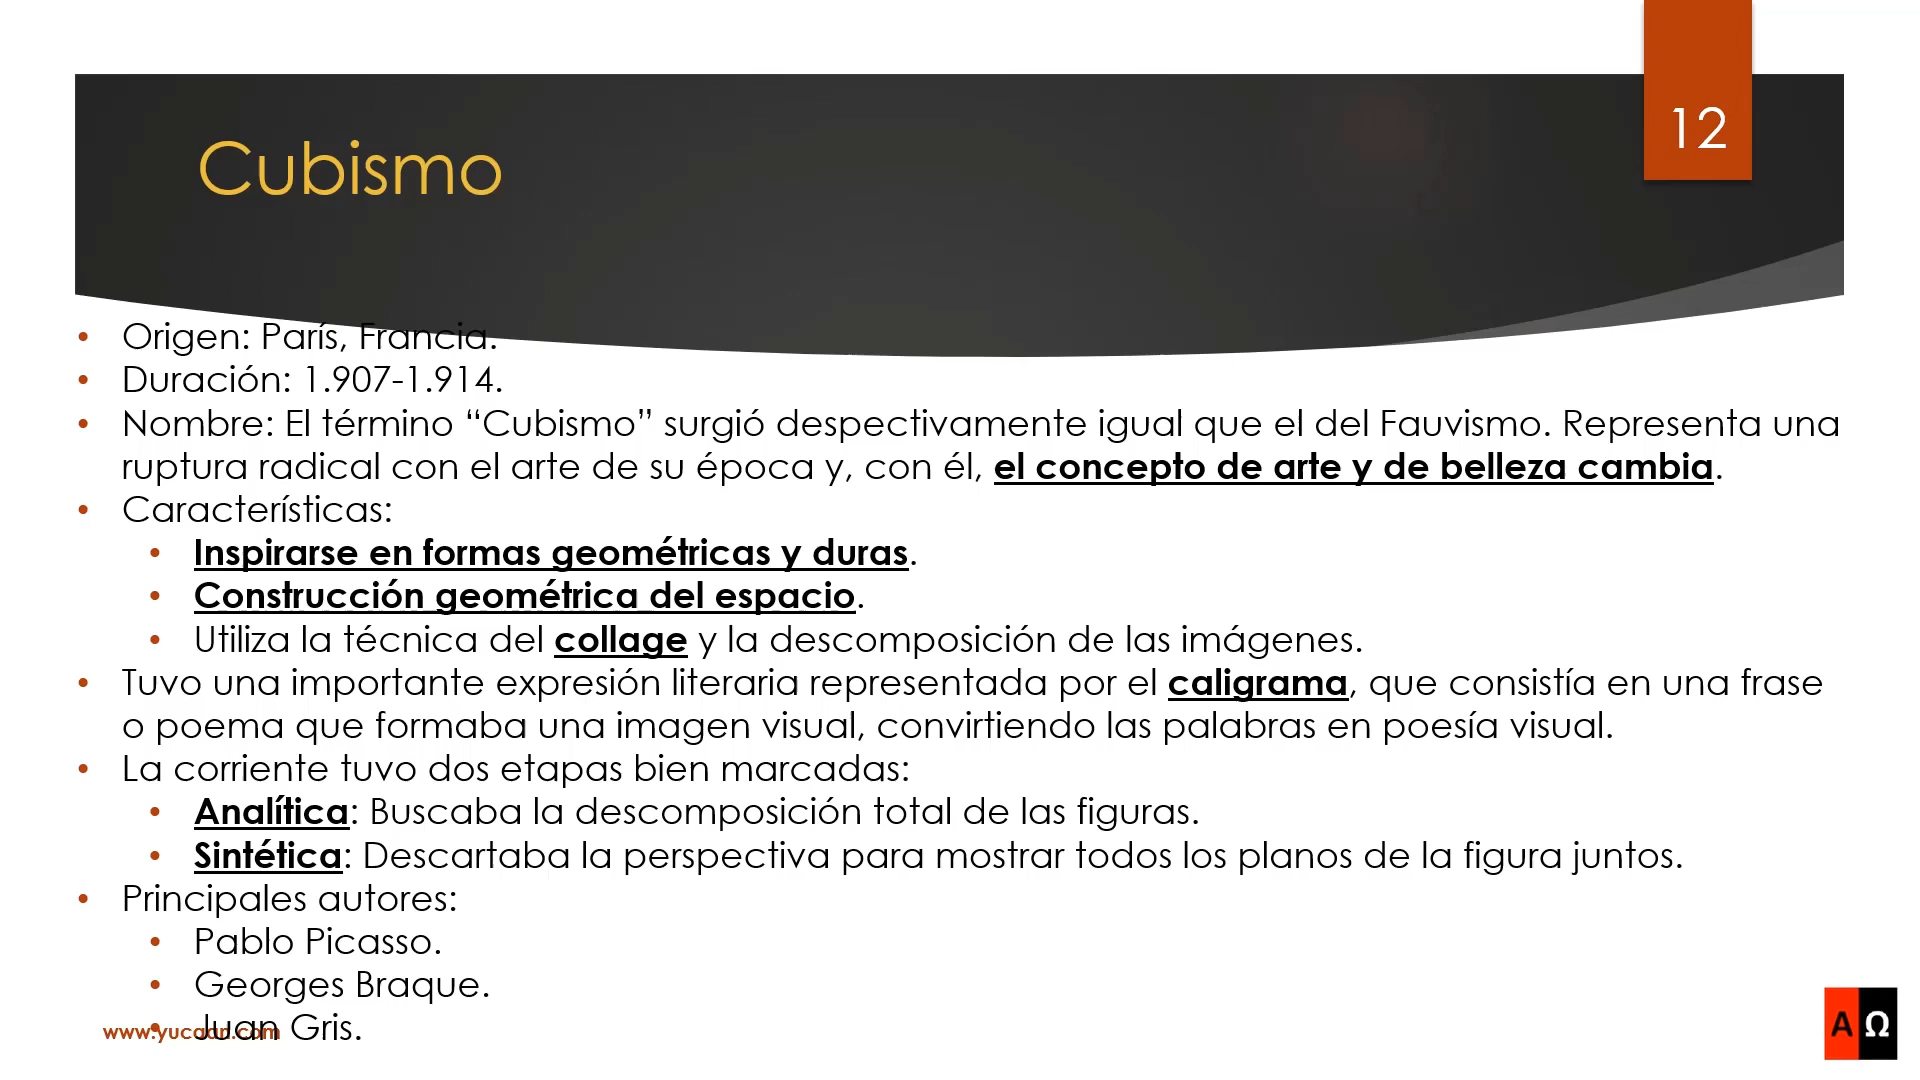 12
Cubismo
• Origen: París, Francia.
• Duración: 1.907-1.914.
• Nombre: El término “Cubismo” surgió despectivamente igual que el del Fauvismo. Representa una
ruptura radical con el arte de su época y, con él, el concepto de arte y de belleza cambia.
• Características:
• Inspirarse en formas geométricas y duras.
• Construcción geométrica del espacio.
• Utiliza la técnica del collage y la descomposición de las imágenes.
• Tuvo una importante expresión literaria representada por el caligrama, que consistía en una frase
o poema que formaba una imagen visual, convirtiendo las palabras en poesía visual.
• La corriente tuvo dos etapas bien marcadas:
• Analítica: Buscaba la descomposición total de las figuras.
• Sintética: Descartaba la perspectiva para mostrar todos los planos de la figura juntos.
• Principales autores:
• Pablo Picasso.
• Georges Braque.
• Juan Gris.
www.yucaan.com
ΑΩ